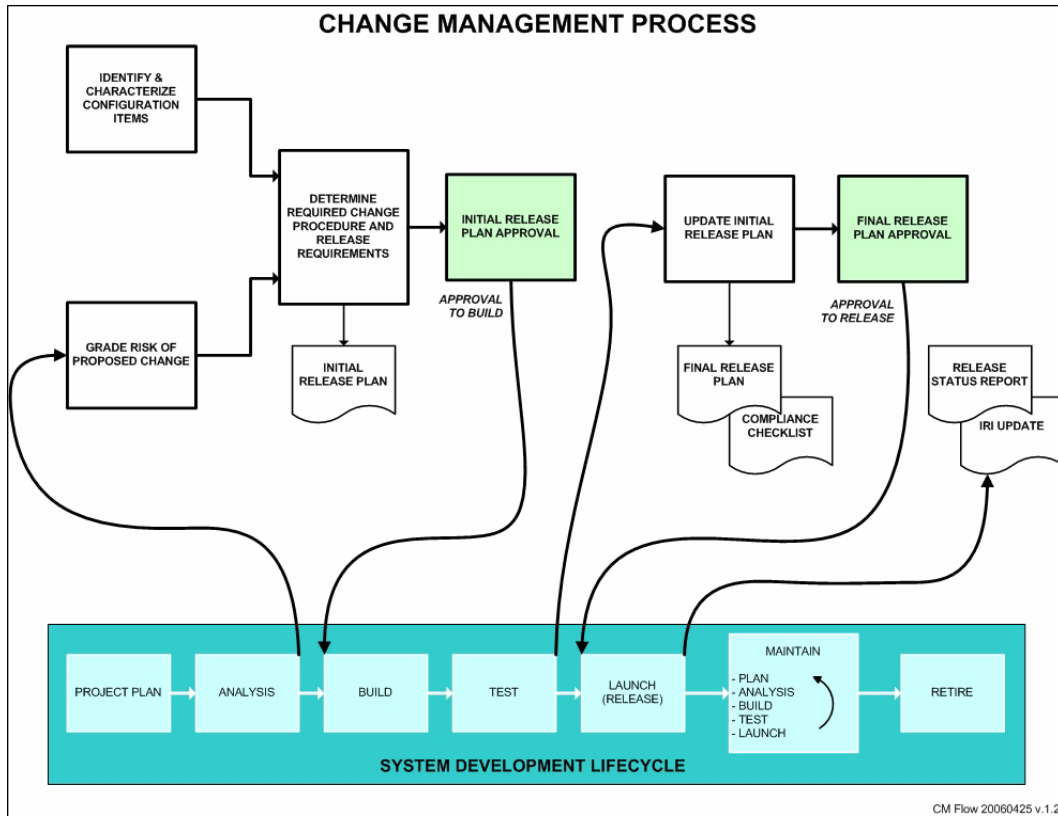 CHANGE MANAGEMENT PROCESS
IDENTIFY &
CHARACTERIZE
CONFIGURATION
ITEMS
DETERMINE
REQUIRED CHANGE
PROCEDURE AND
RELEASE
REQUIREMENTS
INITIAL RELEASE
PLAN APPROVAL
UPDATE INITIAL
RELEASE PLAN
FINAL RELEASE
PLAN APPROVAL
APPROVAL
TO BUILD
APPROVAL
TO RELEASE
GRADE RISK OF
PROPOSED CHANGE
INITIAL
RELEASE PLAN
FINAL RELEASE
PLAN
COMPLIANCE
CHECKLIST
RELEASE
STATUS REPORT
IRI UPDATE
PROJECT PLAN
ANALYSIS
BUILD
TEST
LAUNCH
(RELEASE)
MAINTAIN
- PLAN
- ANALYSIS
- BUILD
- TEST
- LAUNCH
RETIRE
SYSTEM DEVELOPMENT LIFECYCLE
CM Flow 20060425 v.1.2